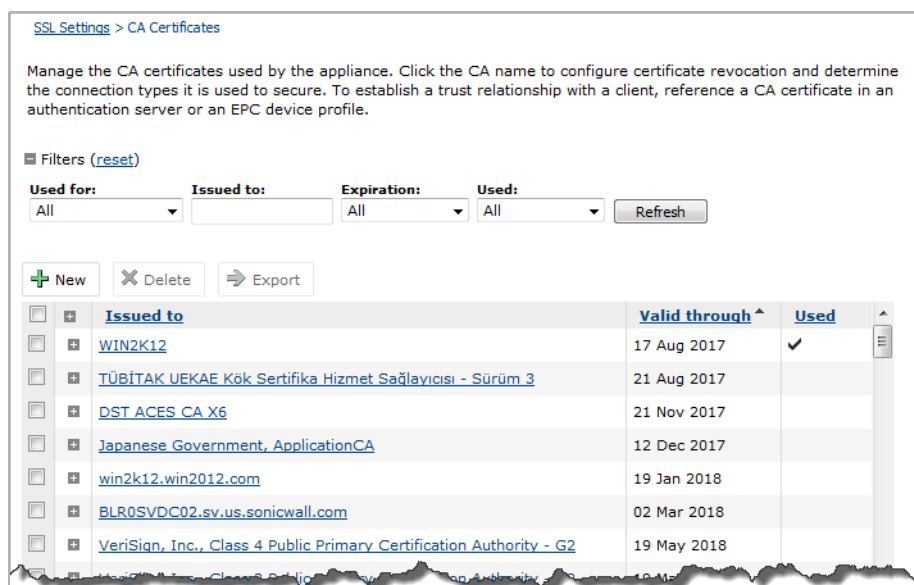 SSL Settings > CA Certificates
Manage the CA certificates used by the appliance. Click the CA name to configure certificate revocation and determine
the connection types it is used to secure. To establish a trust relationship with a client, reference a CA certificate in an
authentication server or an EPC device profile.
Filters (reset)
Used for: Issued to: Expiration: Used:
All All All Refresh
New Delete Export
Issued to Valid through Used
WIN2K12 17 Aug 2017
TÜBİTAK UEKAE Kök Sertifika Hizmet Sağlayıcısı - Sürüm 3 21 Aug 2017
DST ACES CA X6 21 Nov 2017
Japanese Government, ApplicationCA 12 Dec 2017
win2k12.win2012.com 19 Jan 2018
BLR0SVDC02.sv.us.sonicwall.com 02 Mar 2018
VeriSign, Inc., Class 4 Public Primary Certification Authority - G2 19 May 2018